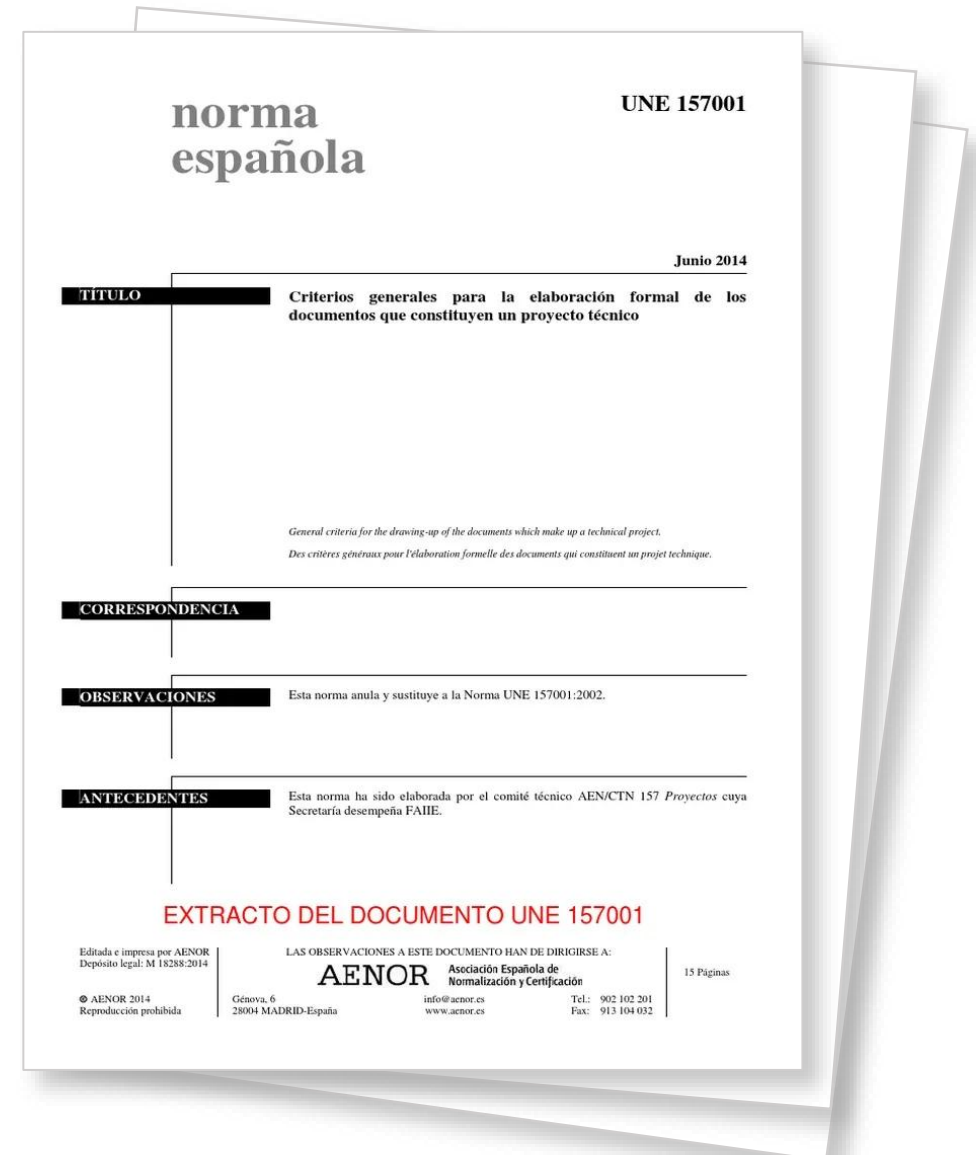 norma
española
UNE 157001
Junio 2014
TÍTULO
Criterios generales para la elaboración formal de los
documentos que constituyen un proyecto técnico
General criteria for the drawing-up of the documents which make up a technical project.
Des critères généraux pour l'élaboration formelle des documents qui constituent un projet technique.
CORRESPONDENCIA
OBSERVACIONES
Esta norma anula y sustituye a la Norma UNE 157001:2002.
ANTECEDENTES
Esta norma ha sido elaborada por el comité técnico AEN/CTN 157 Proyectos cuya
Secretaría desempeña FAIIE.
EXTRACTO DEL DOCUMENTO UNE 157001
Editada e impresa por AENOR
Depósito legal: M 18288:2014
© AENOR 2014
Reproducción prohibida
LAS OBSERVACIONES A ESTE DOCUMENTO HAN DE DIRIGIRSE A:
AENOR
Asociación Española de
Normalización y Certificación
Génova, 6
28004 MADRID-España
info@aenor.es
www.aenor.es
Tel.: 902 102 201
Fax: 913 104 032
15 Páginas